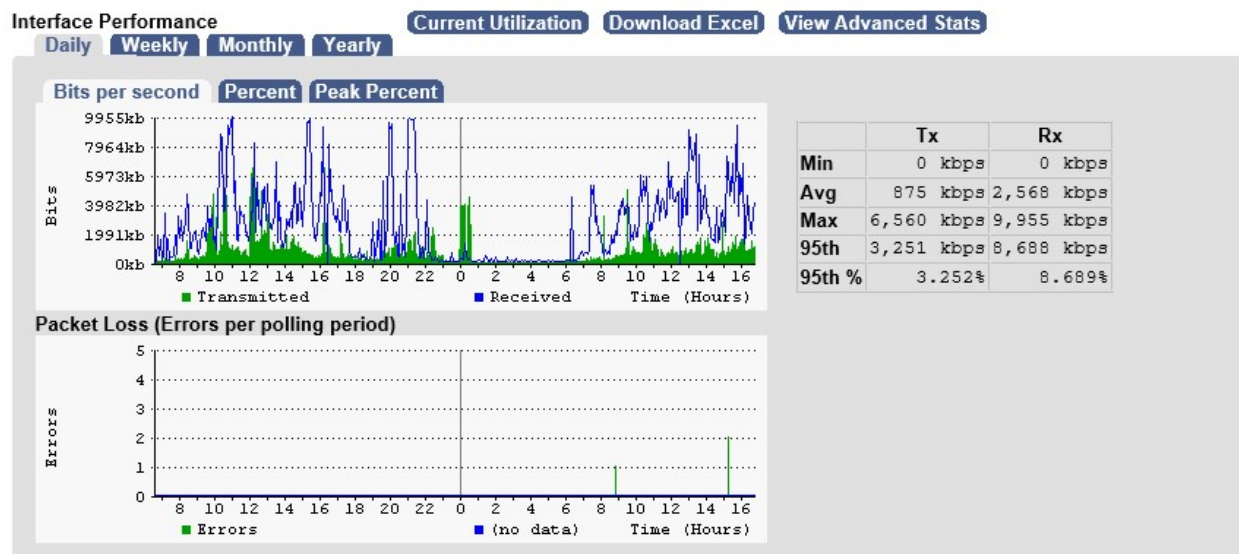 Interface Performance Current Utilization Download Excel View Advanced Stats
Daily Weekly Monthly Yearly
Bits per second Percent Peak Percent
9955kb
7964kb
5973kb
3982kb
1991kb
0kb
Bits
8 10 12 14 16 18 20 22 0 2 4 6 8 10 12 14 16
Transmitted Received Time (Hours)
Tx Rx
Min 0 kbps 0 kbps
Avg 875 kbps 2,568 kbps
Max 6,560 kbps 9,955 kbps
95th 3,251 kbps 8,688 kbps
95th % 3.252% 8.689%
Packet Loss (Errors per polling period)
5
4
3
2
1
0
Errors
8 10 12 14 16 18 20 22 0 2 4 6 8 10 12 14 16
Errors (no data) Time (Hours)